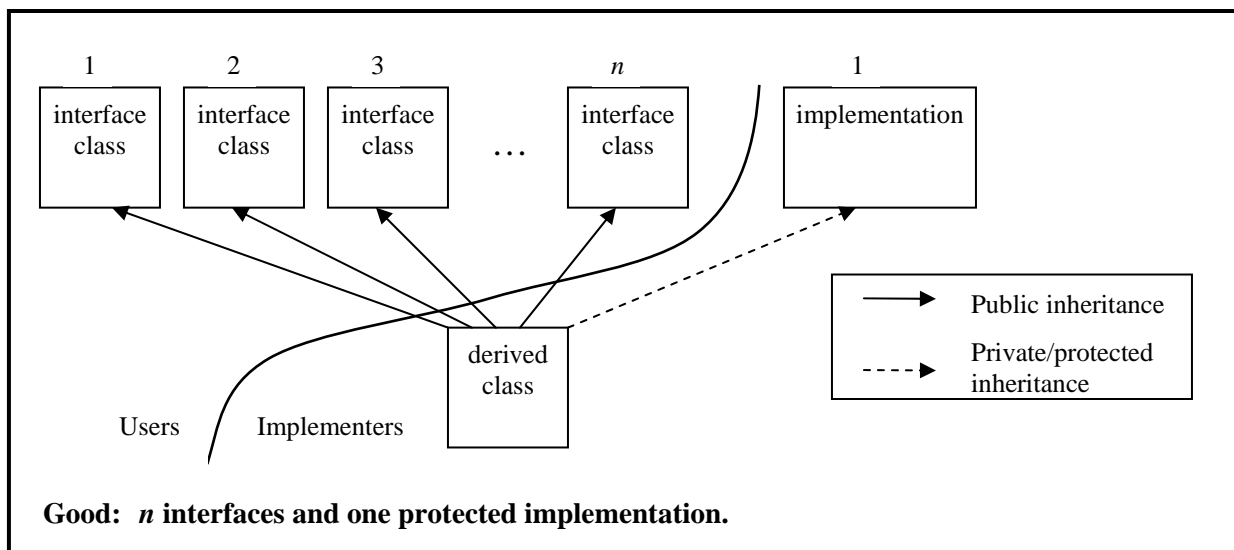 1 2 3 n 1
interface class
interface class
interface class
…
interface class
implementation
derived class
Public inheritance
Private/protected
inheritance
Users Implementers
Good: n interfaces and one protected implementation.